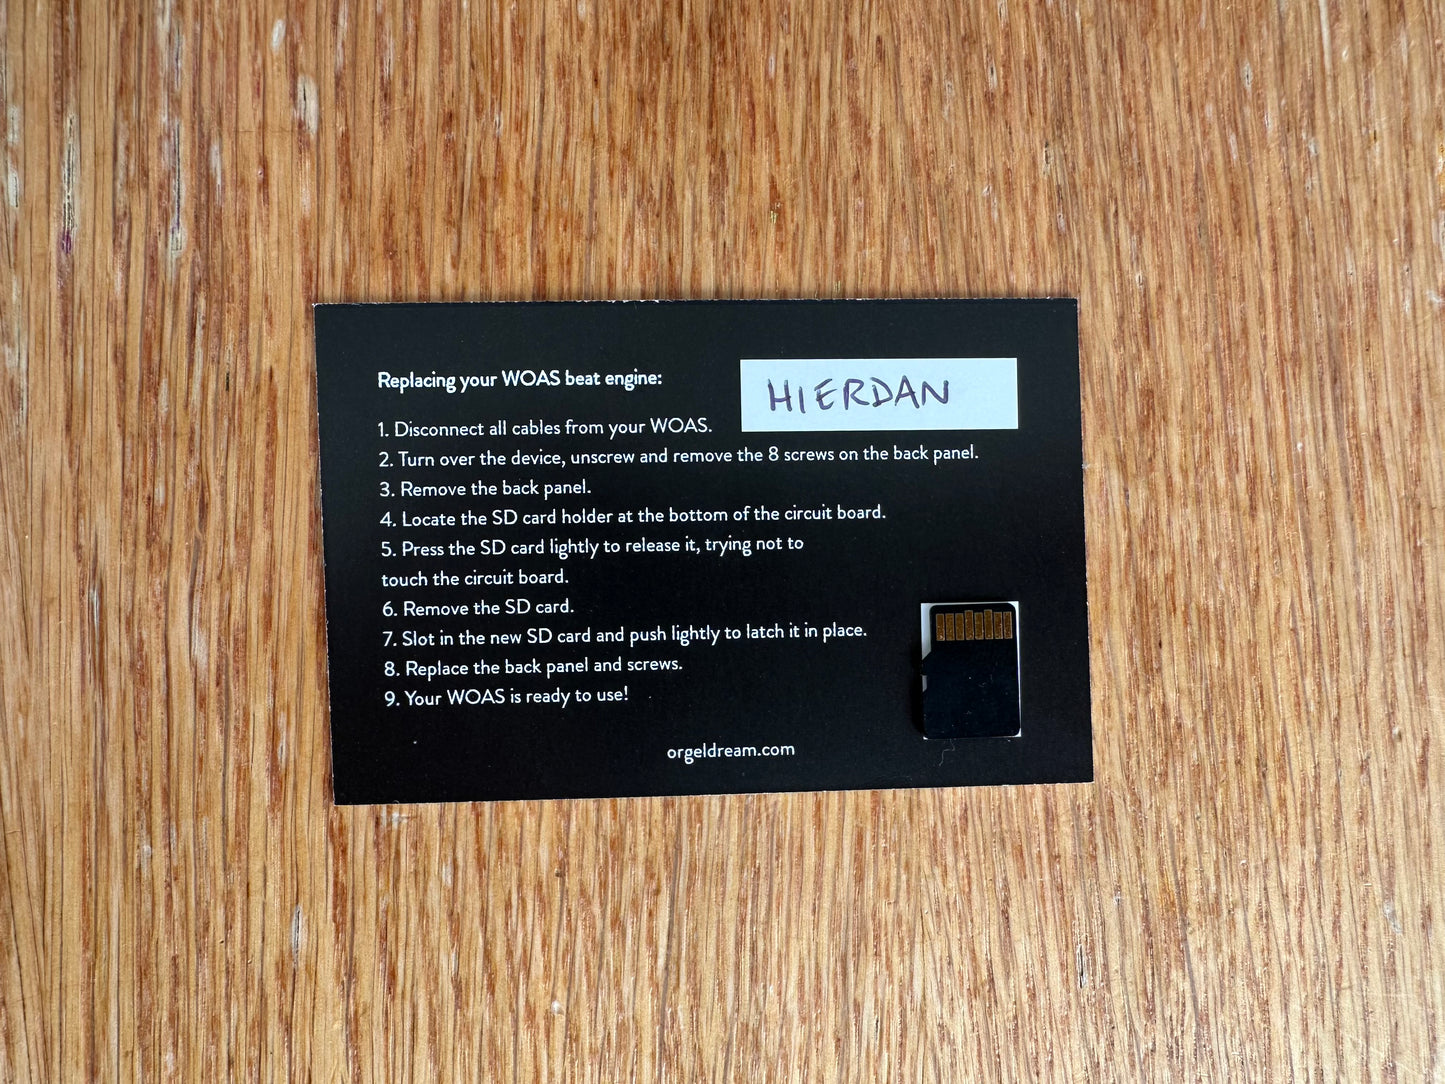 Replacing your WOAS beat engine:
HIERDAN
1. Disconnect all cables from your WOAS.
2. Turn over the device, unscrew and remove the 8 screws on the back panel.
3. Remove the back panel.
4. Locate the SD card holder at the bottom of the circuit board.
5. Press the SD card lightly to release it, trying not to
touch the circuit board.
6. Remove the SD card.
7. Slot in the new SD card and push lightly to latch it in place.
8. Replace the back panel and screws.
9. Your WOAS is ready to use!
orgeldream.com